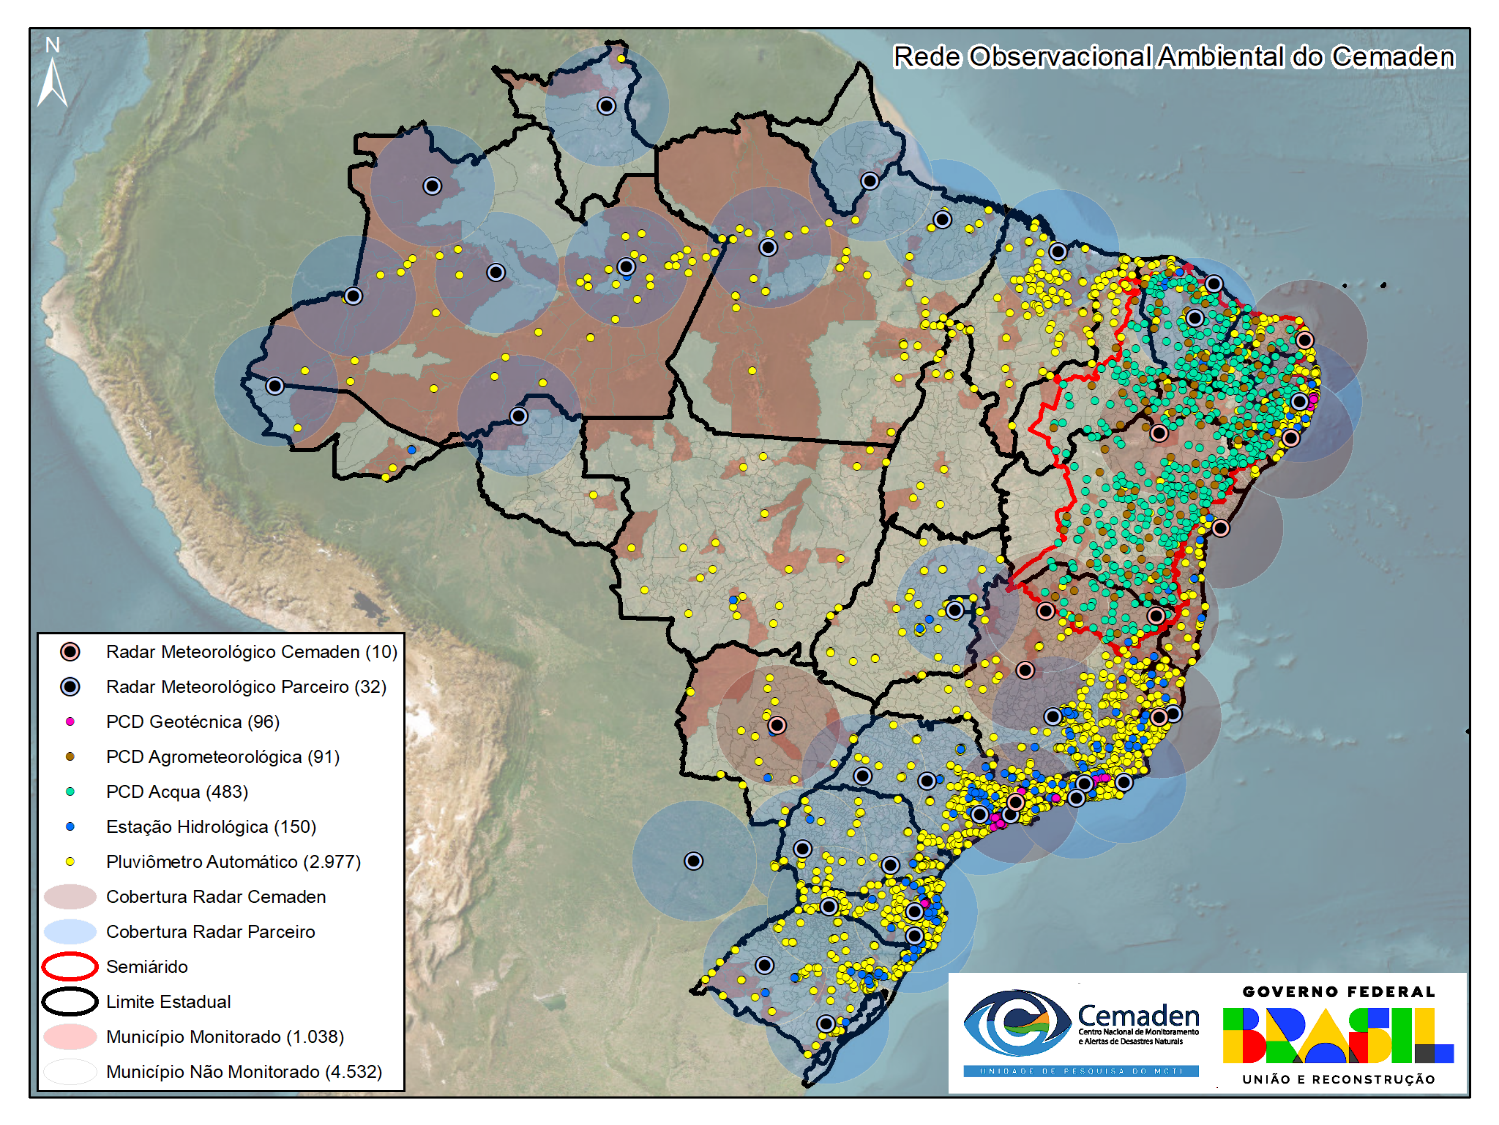 N
Rede Observacional Ambiental do Cemaden
Radar Meteorológico Cemaden (10)
Radar Meteorológico Parceiro (32)
PCD Geotécnica (96)
PCD Agrometeorológica (91)
PCD Acqua (483)
Estação Hidrológica (150)
Pluviômetro Automático (2.977)
Cobertura Radar Cemaden
Cobertura Radar Parceiro
Semiárido
Limite Estadual
Município Monitorado (1.038)
Município Não Monitorado (4.532)
Cemaden
Centro Nacional de Monitoramento
e Alertas de Desastres Naturais
UNIDADE DE PESQUISA DO MCTI
GOVERNO FEDERAL
BRASIL
UNIÃO E RECONSTRUÇÃO